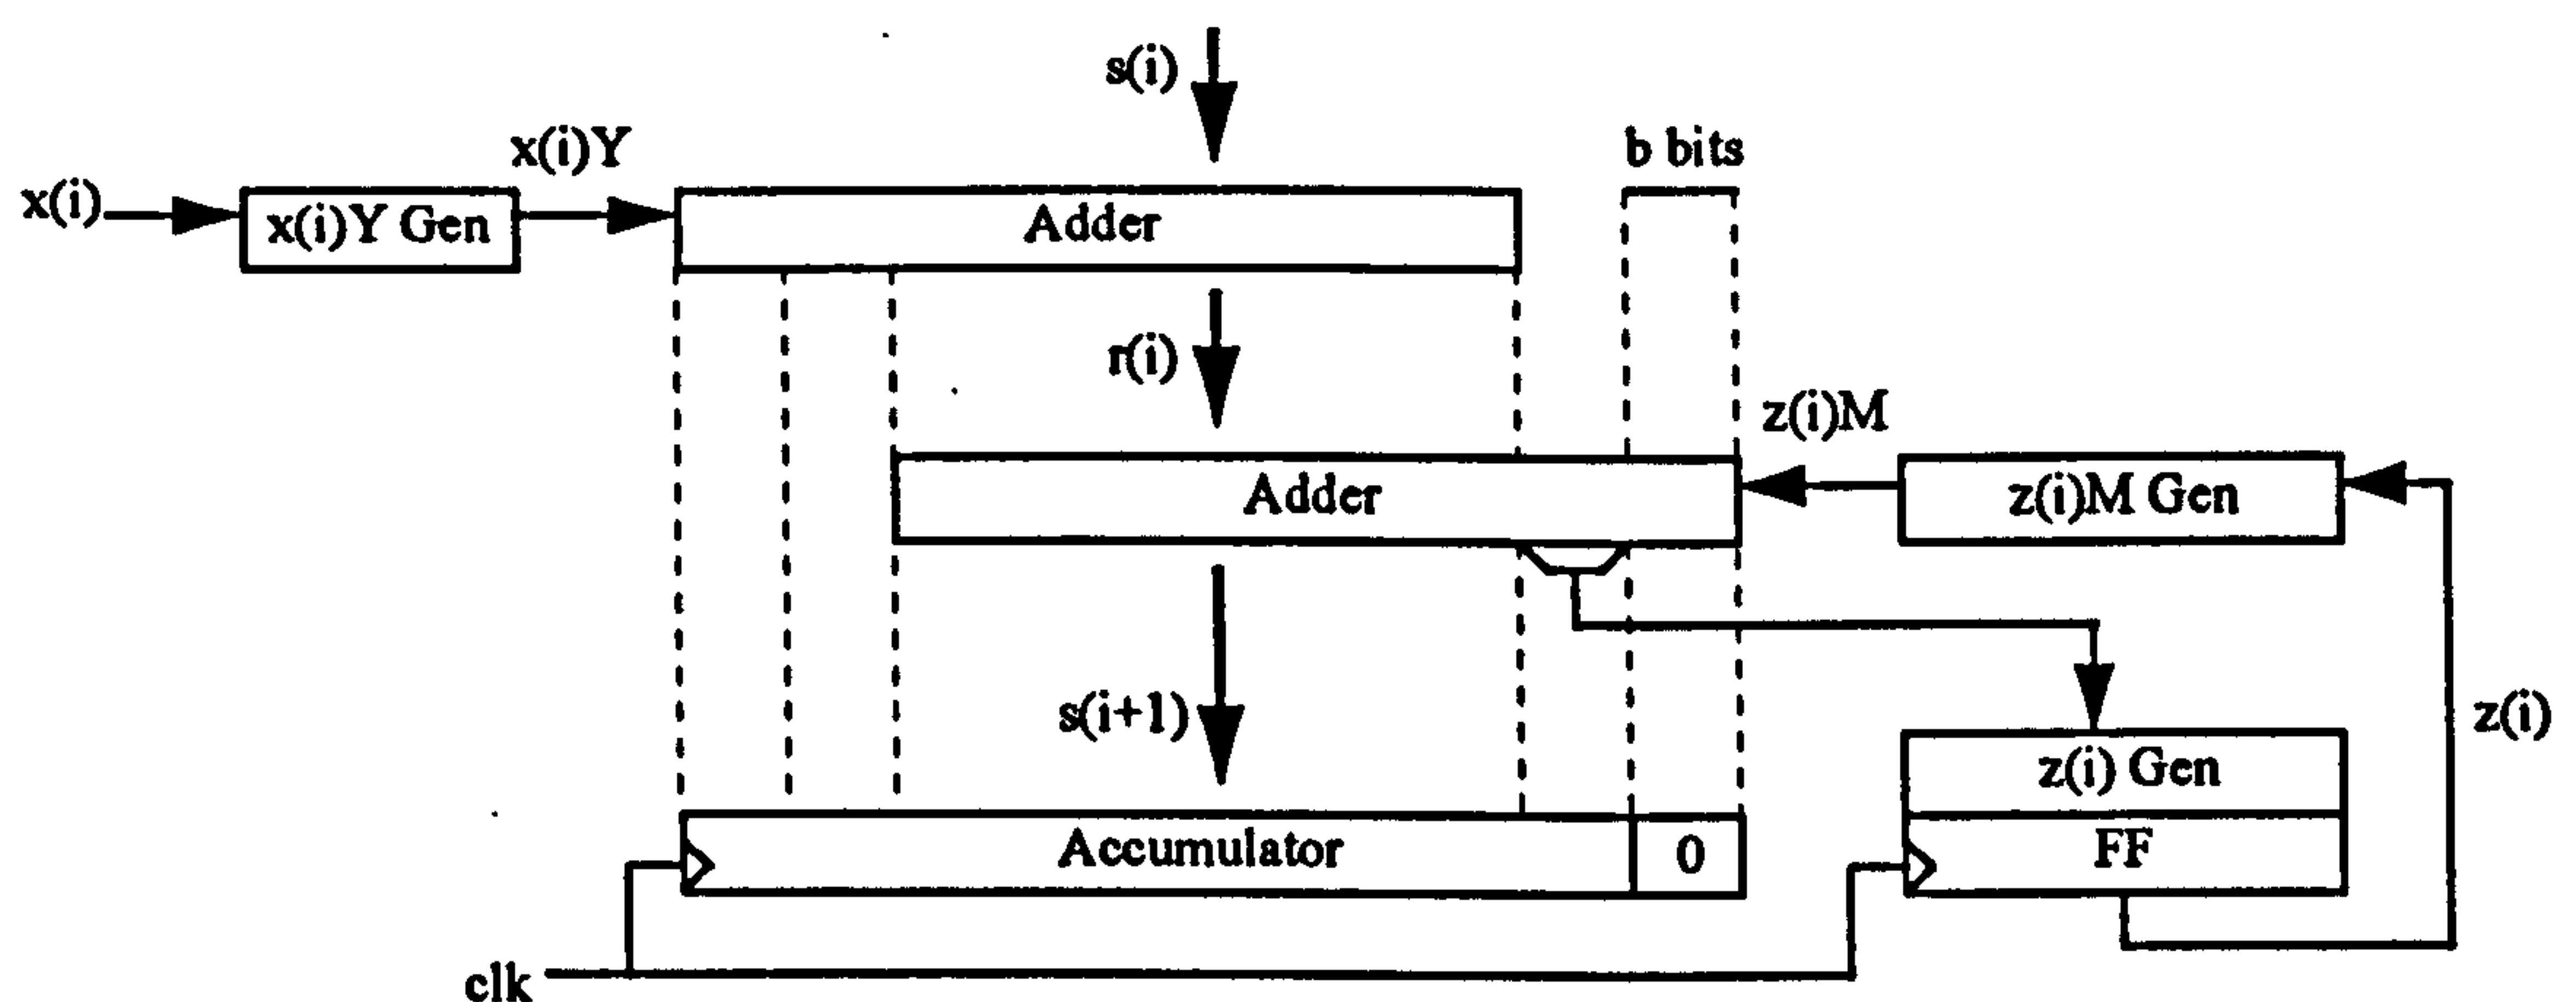 s(i)
b bits
x(i)Y
x(i)
x(i)Y Gen
Adder
r(i)
z(i)M
Adder
z(i)M Gen
s(i+1)
z(i)
z(i) Gen
Accumulator
0
FF
clk